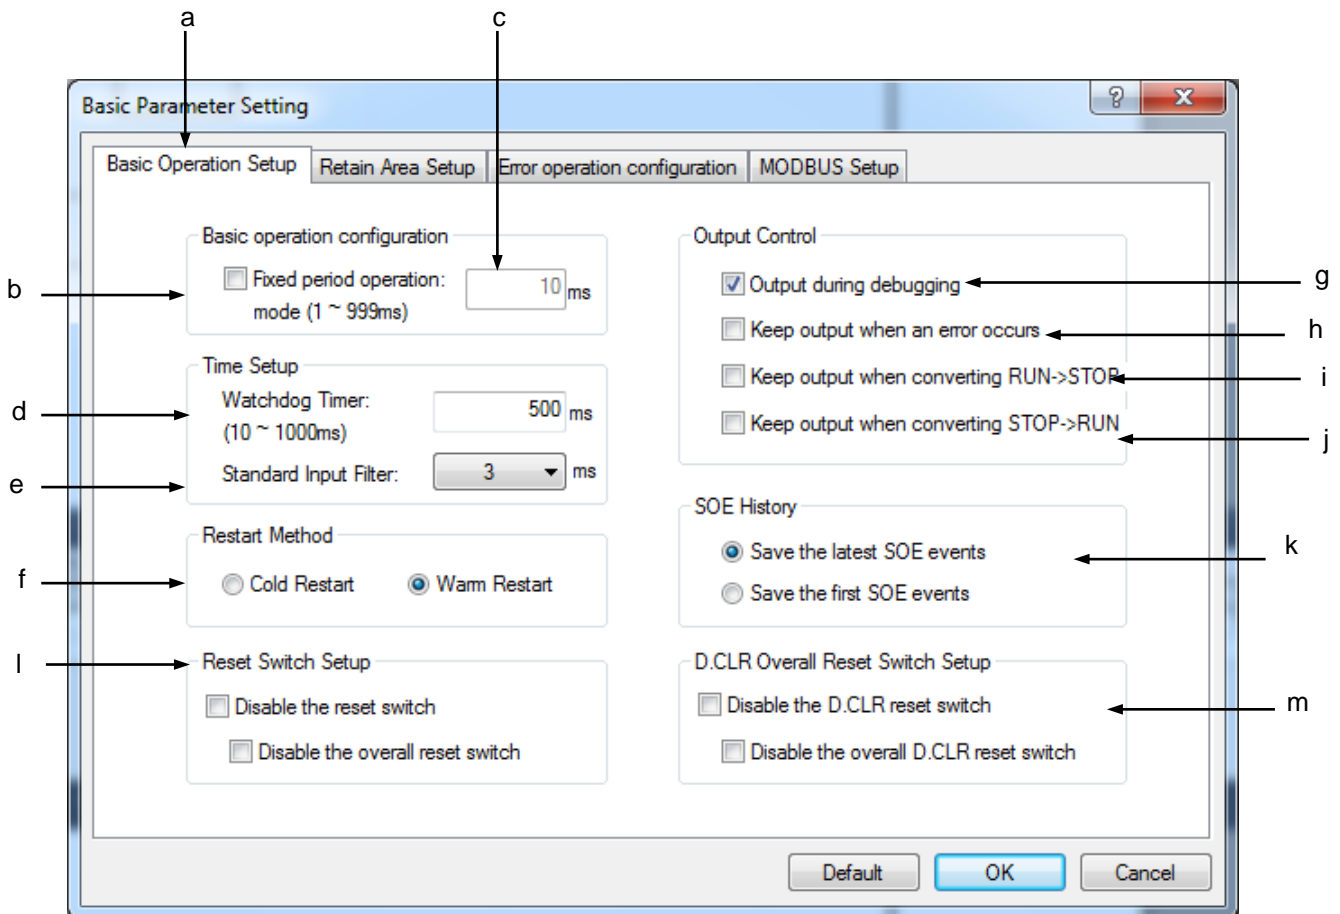 a
c
Basic Parameter Setting
?
X
Basic Operation Setup
Retain Area Setup
Error operation configuration
MODBUS Setup
b
Basic operation configuration
Fixed period operation:
mode (1 ~ 999ms)
10 ms
d
Time Setup
Watchdog Timer:
(10 ~ 1000ms)
500 ms
e
Standard Input Filter:
3 ms
f
Restart Method
Cold Restart
Warm Restart
l
Reset Switch Setup
Disable the reset switch
Disable the overall reset switch
Output Control
Output during debugging
g
Keep output when an error occurs
h
Keep output when converting RUN->STOP
i
Keep output when converting STOP->RUN
j
SOE History
Save the latest SOE events
k
Save the first SOE events
D.CLR Overall Reset Switch Setup
Disable the D.CLR reset switch
m
Disable the overall D.CLR reset switch
Default
OK
Cancel